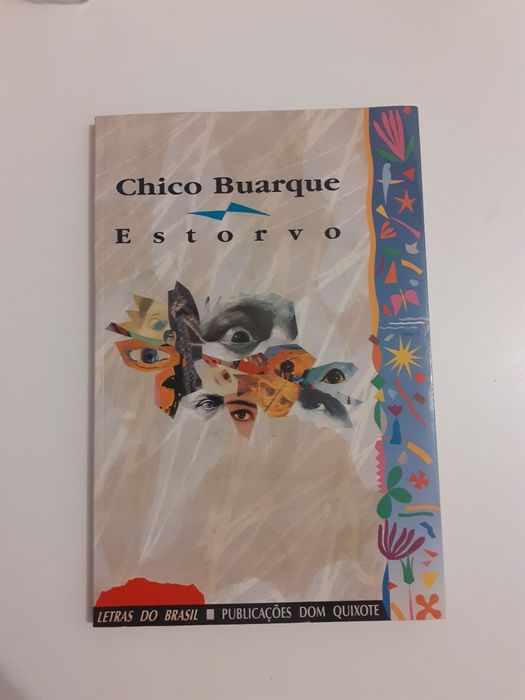 Chico Buarque
Estorvo
LETRAS DO BRASIL ■ PUBLICAÇÕES DOM QUIXOTE